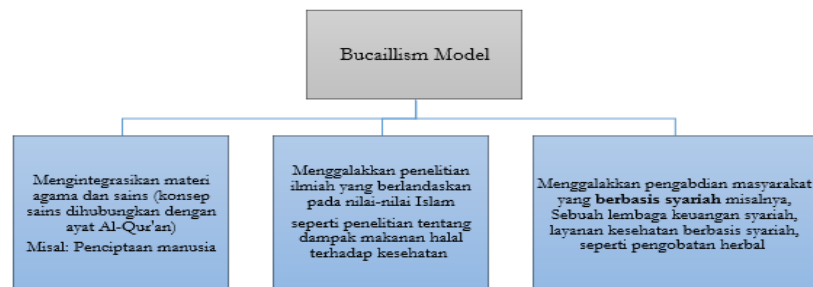 Bucaillism Model
Mengintegrasikan materi
agama dan sains (konsep
sains dihubungkan dengan
ayat Al-Qur'an)
Misal: Penciptaan manusia
Menggalakkan penelitian
ilmiah yang berlandaskan
pada nilai-nilai Islam
seperti penelitian tentang
dampak makanan halal
terhadap kesehatan
Menggalakkan pengabdian masyarakat
yang berbasis syariah misalnya,
Sebuah lembaga keuangan syariah,
layanan kesehatan berbasis syariah,
seperti pengobatan herbal